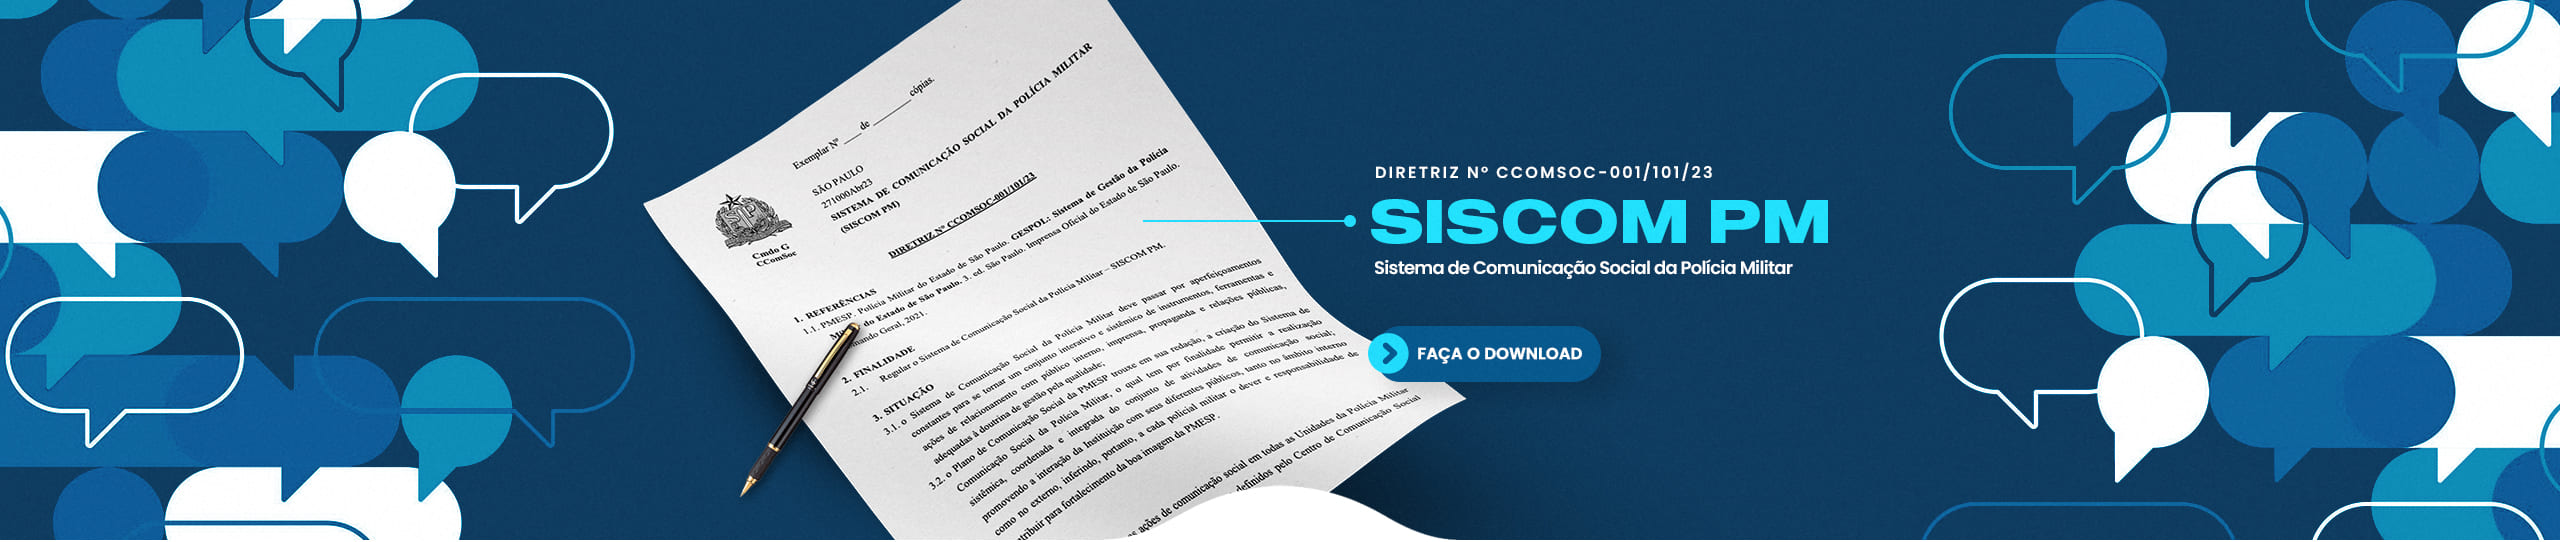 Exemplar Nº ____ de ________ cópias.
SÃO PAULO
271000Abr23
SISTEMA DE COMUNICAÇÃO SOCIAL DA POLÍCIA MILITAR
(SISCOM PM)
Cmdo G
CComSoc
DIRETRIZ Nº CCOMSOC-001/101/23
1. REFERÊNCIAS
1.1. PMESP. Polícia Militar do Estado de São Paulo. GESPOL: Sistema de Gestão da Polícia
do Estado de São Paulo. 3. ed. São Paulo. Imprensa Oficial do Estado de São Paulo.
Geral, 2021.
2. FINALIDADE
2.1. Regular o Sistema de Comunicação Social da Polícia Militar – SISCOM PM.
3. SITUAÇÃO
3.1. o Sistema de Comunicação Social da Polícia Militar deve passar por aperfeiçoamentos
constantes para se tornar um conjunto interativo e sistêmico de instrumentos, ferramentas e
ações de relacionamento com público interno, imprensa, propaganda e relações públicas,
adequadas à doutrina de gestão pela qualidade;
3.2. o Plano de Comunicação Social da PMESP trouxe em sua redação, a criação do Sistema de
Comunicação Social da Polícia Militar, o qual tem por finalidade permitir a realização
sistêmica, coordenada e integrada do conjunto de atividades de comunicação social,
promovendo a interação da Instituição com seus diferentes públicos, tanto no âmbito interno
como no externo, inferindo, portanto, a cada policial militar o dever e responsabilidade de
para fortalecimento da boa imagem da PMESP.
ações de comunicação social em todas as Unidades da Polícia Militar
definidos pelo Centro de Comunicação Social
DIRETRIZ Nº CCOMSOC-001/101/23
SISCOM PM
Sistema de Comunicação Social da Polícia Militar
FAÇA O DOWNLOAD